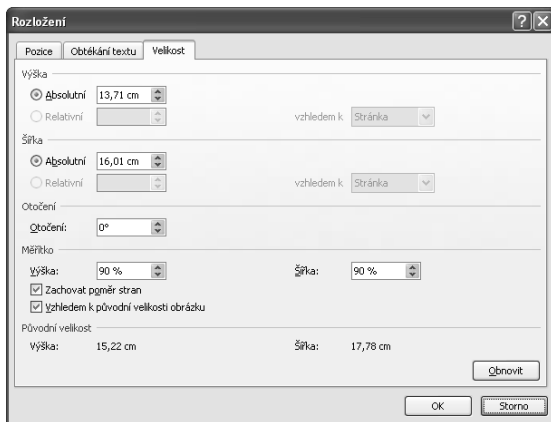 Rozložení
Pozice Obtékání textu Velikost
Výška
Absolutní 13,71 cm
Relativní vzhledem k Stránka
Šířka
Absolutní 16,01 cm
Relativní vzhledem k Stránka
Otočení
Otočení: 0°
Měřítko
Výška: 90 % Šířka: 90 %
Zachovat poměr stran
Vzhledem k původní velikosti obrázku
Původní velikost
Výška: 15,22 cm Šířka: 17,78 cm
Obnovit
OK Storno